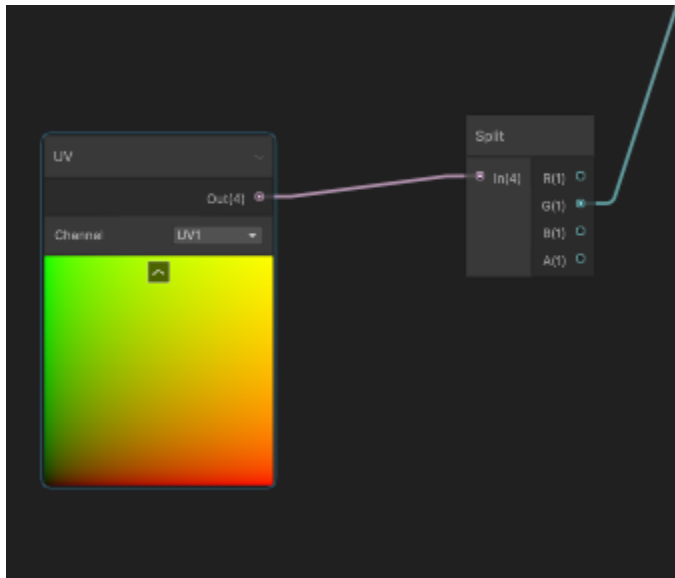 UV
Out(4)
Channel UV1
Split
In(4) R(1)
G(1)
B(1)
A(1)